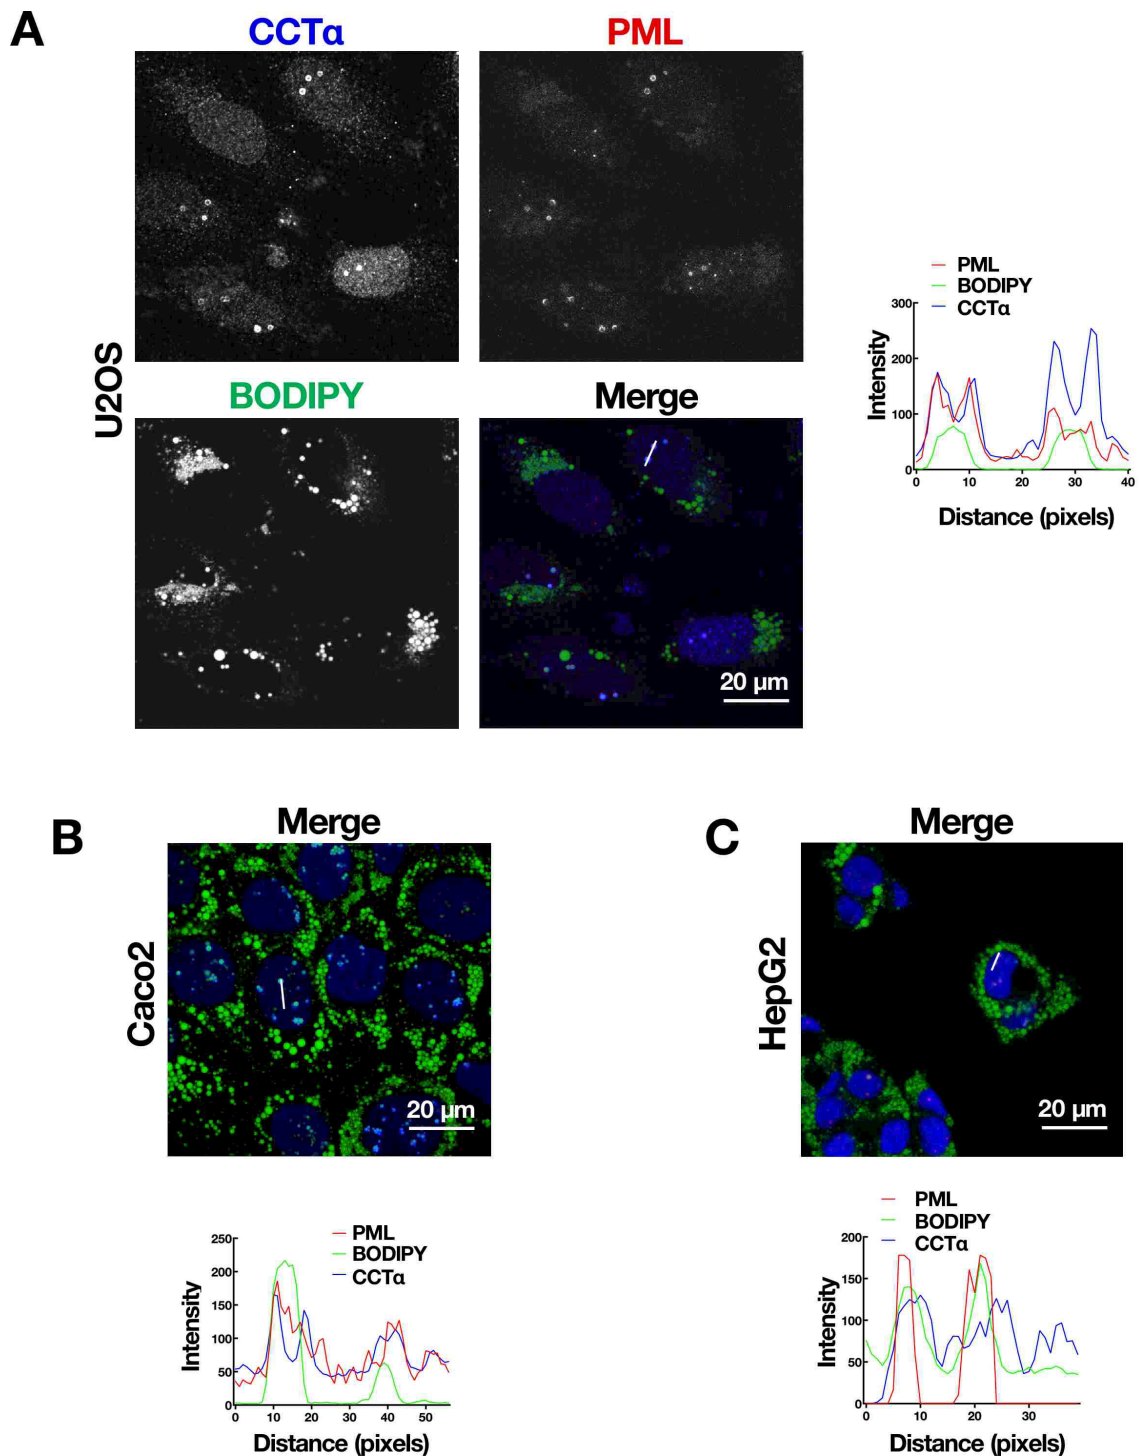 A
CCTα
PML
U2OS
BODIPY
Merge
20 µm
PML
BODIPY
CCTα
300
200
100
0
Intensity
0 10 20 30 40
Distance (pixels)
B
Merge
Caco2
20 µm
PML
BODIPY
CCTα
250
200
150
100
50
0
Intensity
0 10 20 30 40 50
Distance (pixels)
C
Merge
HepG2
20 µm
PML
BODIPY
CCTα
200
150
100
50
0
Intensity
0 10 20 30
Distance (pixels)